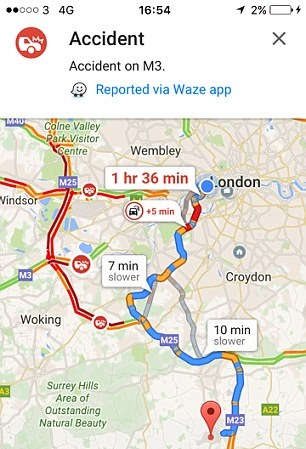 3 4G 16:54 2%
Accident
Accident on M3.
Reported via Waze app
M40
Colne Valley
Park Visitor
Centre
Wembley
1 hr 36 min
London
M25
Windsor
+5 min
7 min
slower
Croydon
M3
Woking
10 min
slower
M25
Surrey Hills
Area of
Outstanding
Natural Beauty
M23
A3
A22